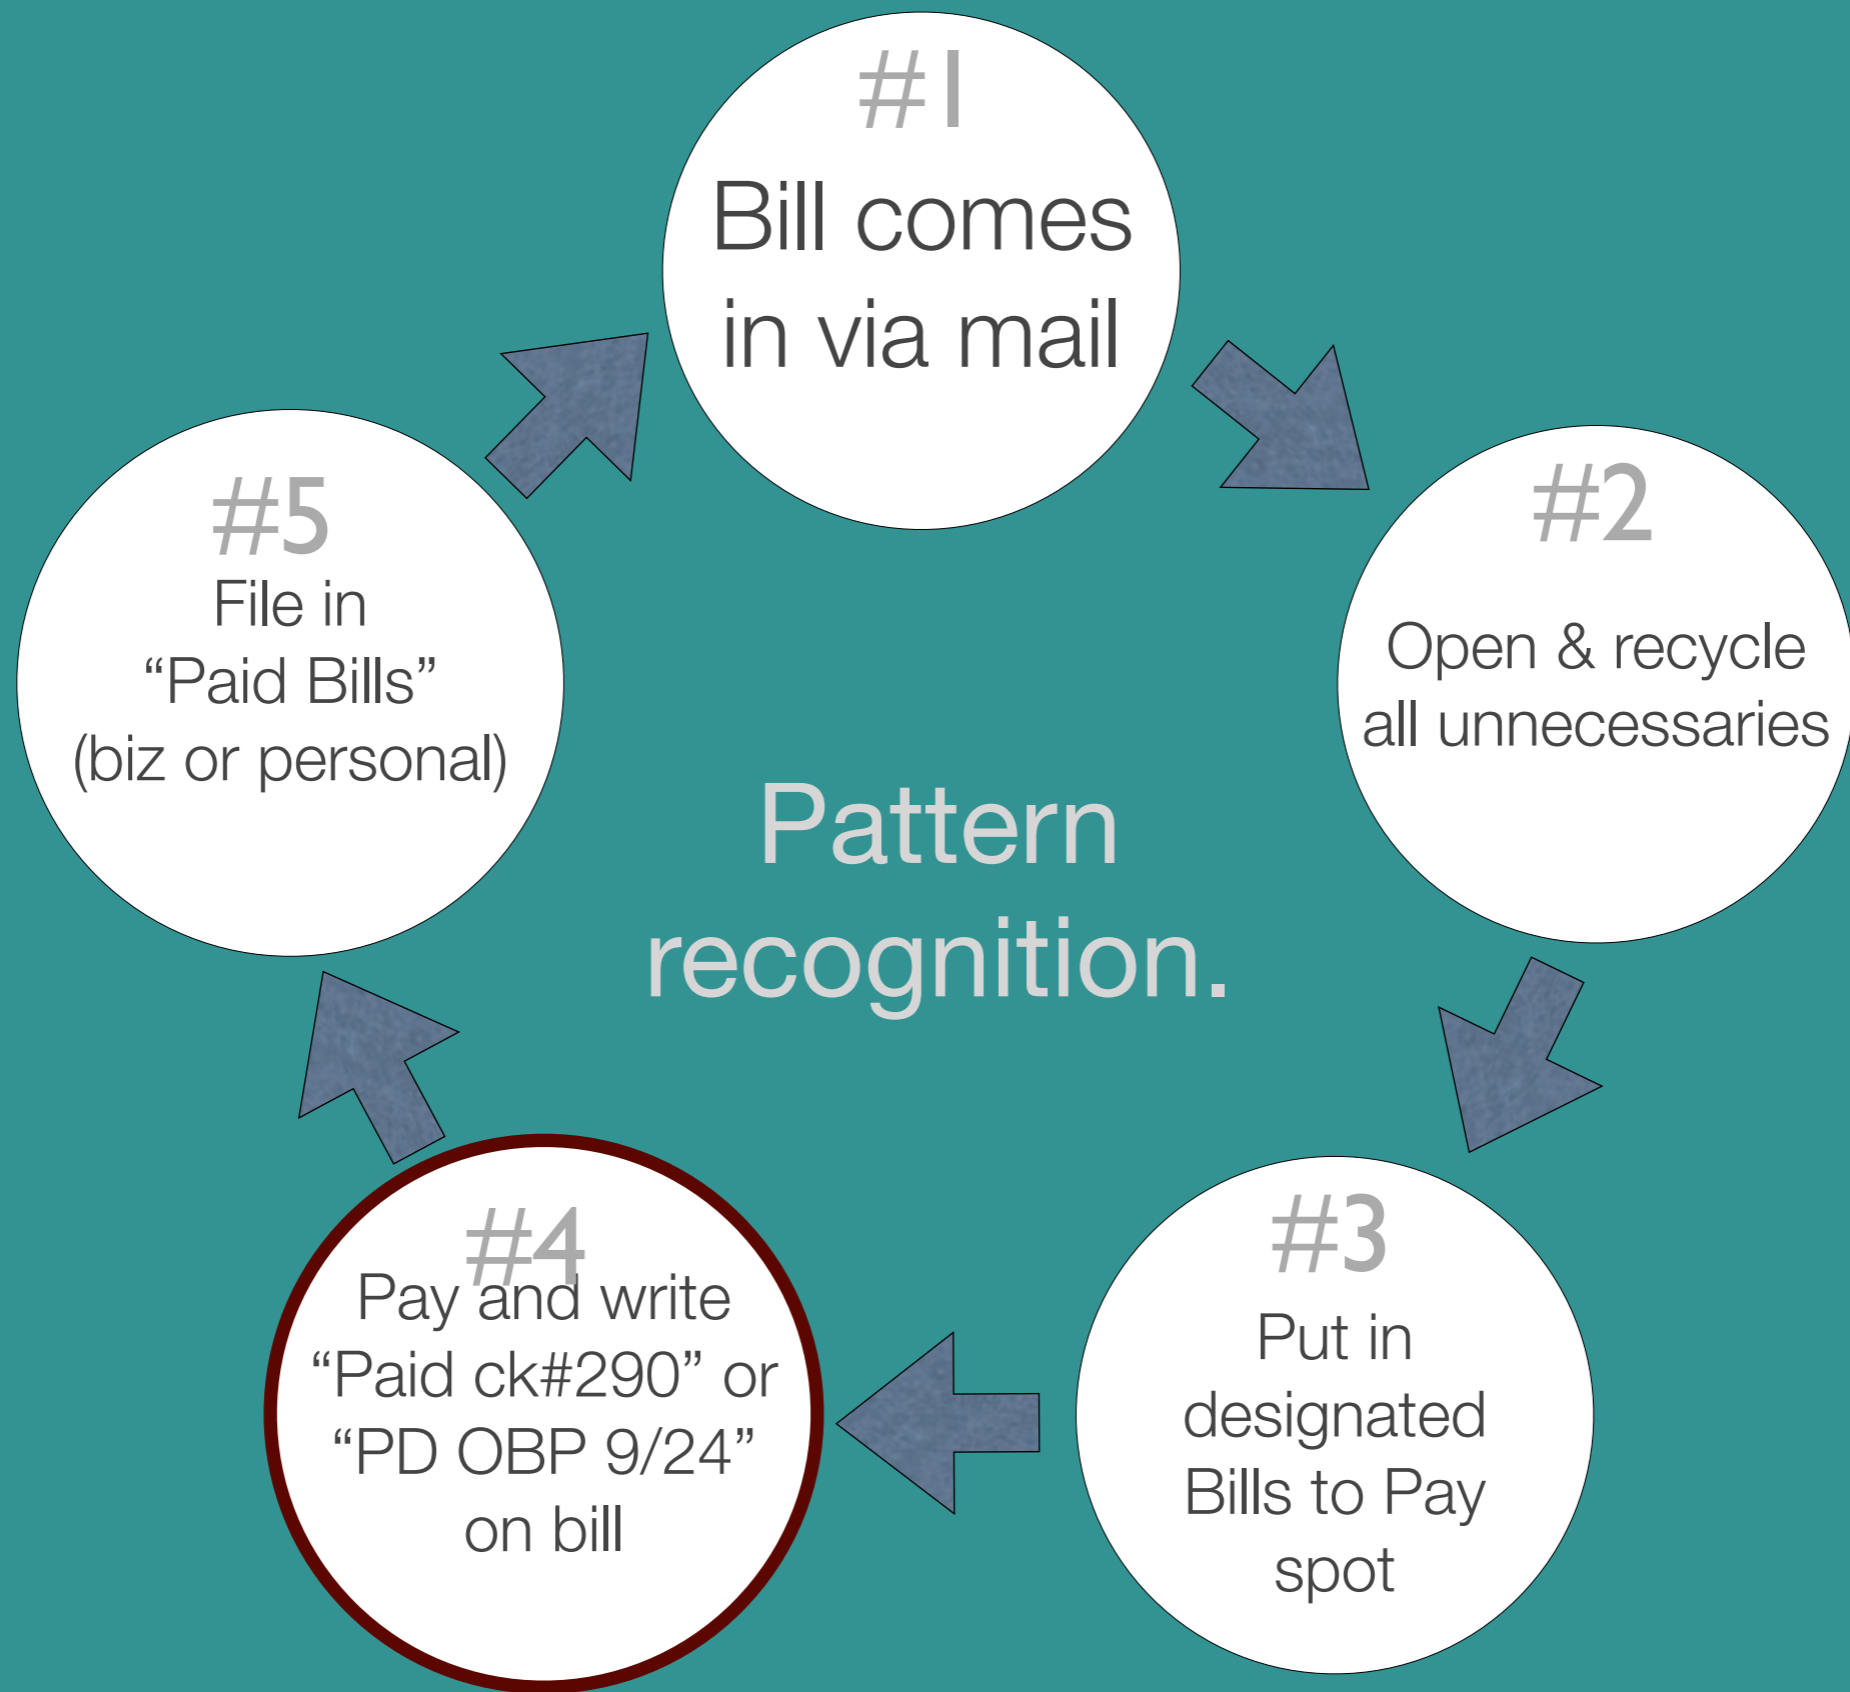 #1
Bill comes
in via mail
#2
Open & recycle
all unnecessaries
#3
Put in
designated
Bills to Pay
spot
#4
Pay and write
“Paid ck#290” or
“PD OBP 9/24”
on bill
#5
File in
“Paid Bills”
(biz or personal)
Pattern
recognition.